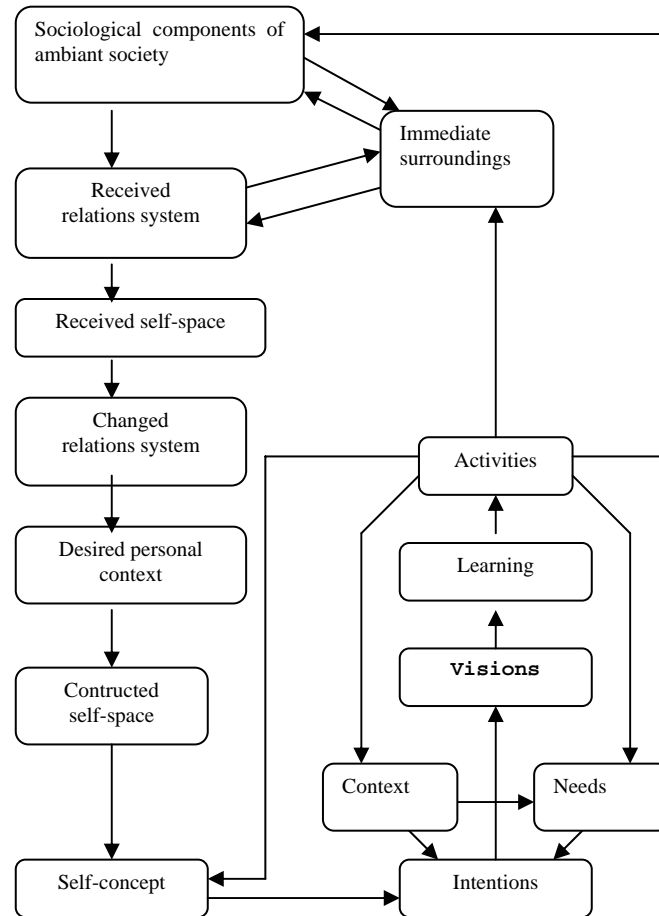 Sociological components of
ambiant society
Immediate
surroundings
Received
relations system
Received self-space
Changed
relations system
Activities
Desired personal
context
Learning
Visions
Contructed
self-space
Context
Needs
Self-concept
Intentions